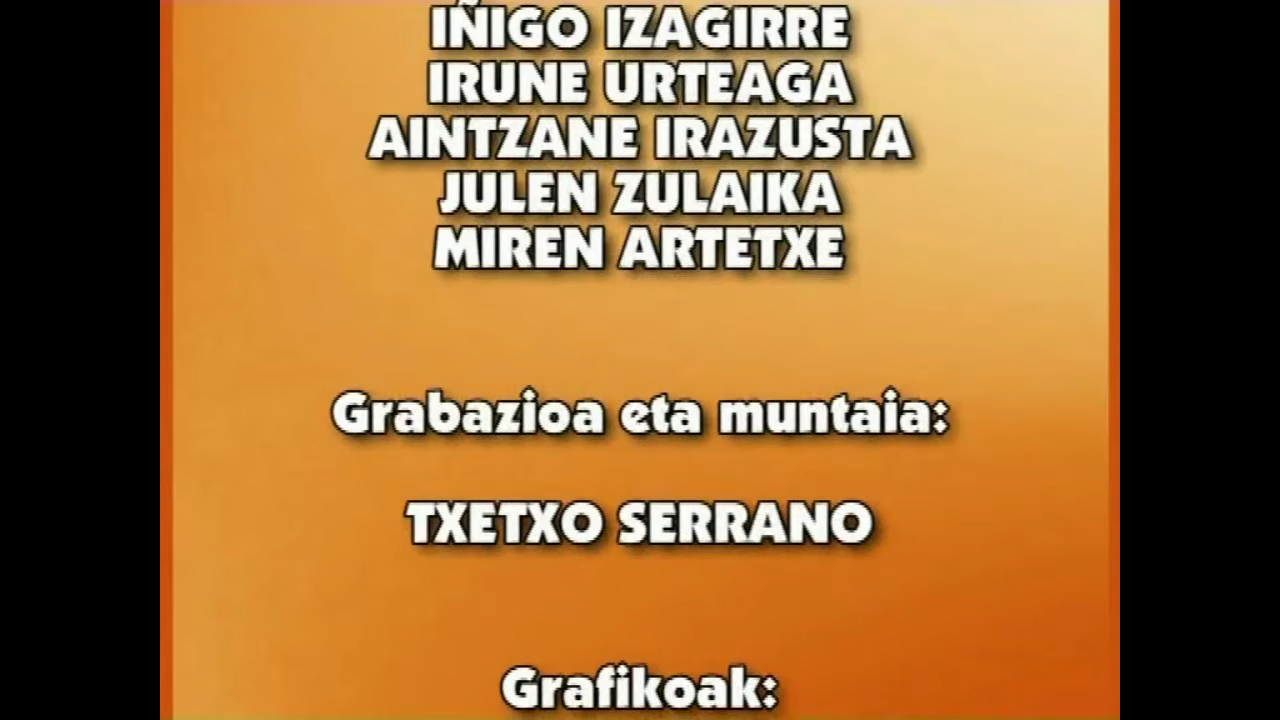 IÑIGO IZAGIRRE
IRUNE URTEAGA
AINTZANE IRAZUSTA
JULEN ZULAIKA
MIREN ARTETXE
Grabazioa eta muntaia:
TXETXO SERRANO
Grafikoak: